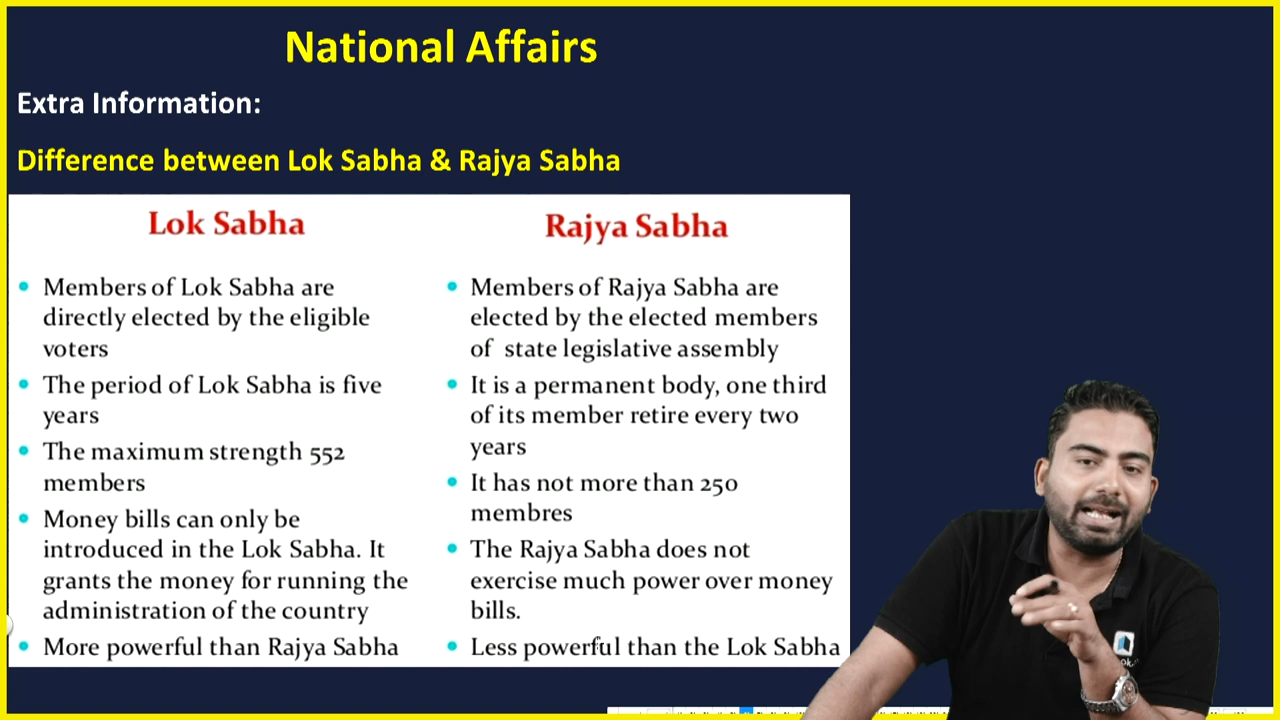 National Affairs
Extra Information:
Difference between Lok Sabha & Rajya Sabha
Lok Sabha
• Members of Lok Sabha are
directly elected by the eligible
voters
• The period of Lok Sabha is five
years
• The maximum strength 552
members
• Money bills can only be
introduced in the Lok Sabha. It
grants the money for running the
administration of the country
• More powerful than Rajya Sabha
Rajya Sabha
• Members of Rajya Sabha are
elected by the elected members
of state legislative assembly
• It is a permanent body, one third
of its member retire every two
years
• It has not more than 250
membres
• The Rajya Sabha does not
exercise much power over money
bills.
• Less powerful than the Lok Sabha